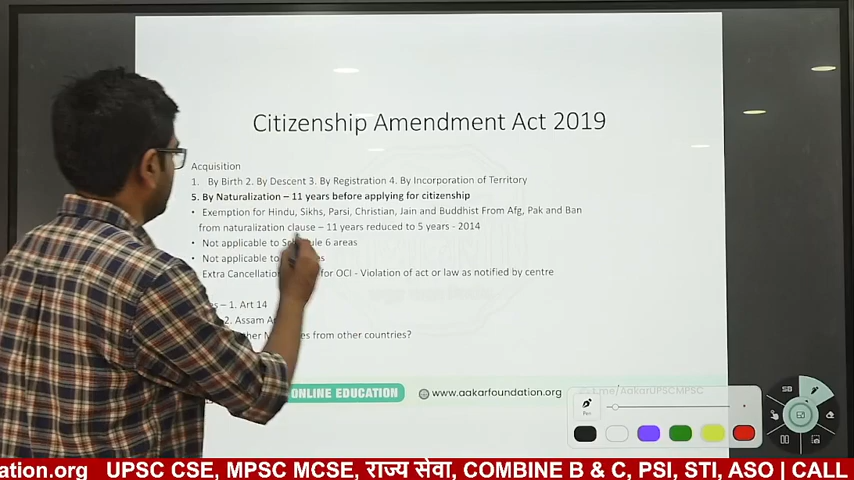 Citizenship Amendment Act 2019
Acquisition
1. By Birth 2. By Descent 3. By Registration 4. By Incorporation of Territory
5. By Naturalization – 11 years before applying for citizenship
• Exemption for Hindu, Sikhs, Parsi, Christian, Jain and Buddhist From Afg, Pak and Ban
from naturalization clause – 11 years reduced to 5 years - 2014
• Not applicable to Schedule 6 areas
• Not applicable to
• Extra Cancellation for OCI - Violation of act or law as notified by centre
– 1. Art 14
2. Assam
from other countries?
ONLINE EDUCATION
www.aakarfoundation.org
t.me/AakarUPSCMPSC
Pen
ation.org UPSC CSE, MPSC MCSE, राज्य सेवा, COMBINE B & C, PSI, STI, ASO | CALL